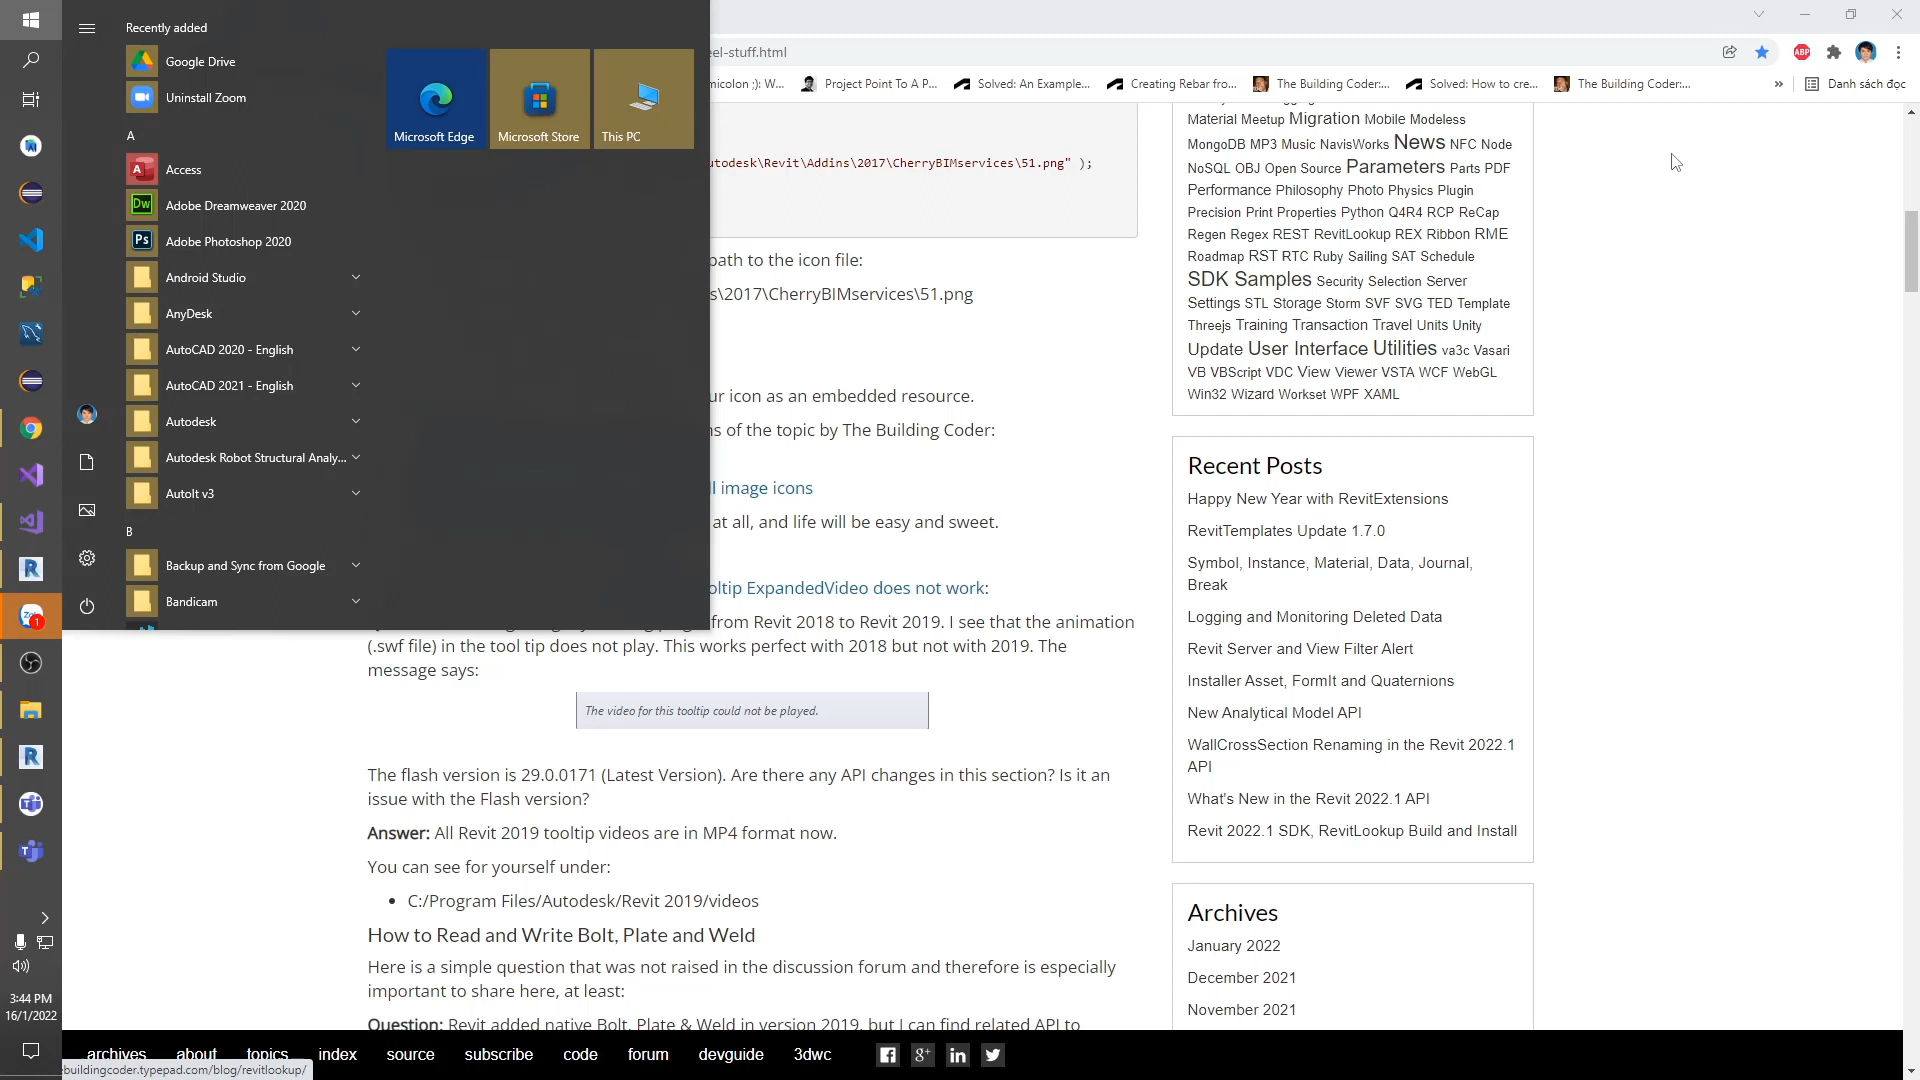 Recently added
Google Drive
Uninstall Zoom
A
Access
Adobe Dreamweaver 2020
Adobe Photoshop 2020
Android Studio
AnyDesk
AutoCAD 2020 - English
AutoCAD 2021 - English
Autodesk
Autodesk Robot Structural Analy...
AutoIt v3
B
Backup and Sync from Google
Bandicam
Microsoft Edge
Microsoft Store
This PC
1
3:44 PM
16/1/2022
eel-stuff.html
ABP
micolon ;): W...
Project Point To A P...
Solved: An Example...
Creating Rebar fro...
The Building Coder:...
Solved: How to cre...
The Building Coder:...
»
Danh sách đọc
utodesk\Revit\Addins\2017\CherryBIMservices\51.png" );
path to the icon file:
s\2017\CherryBIMservices\51.png
ur icon as an embedded resource.
ns of the topic by The Building Coder:
ll image icons
at all, and life will be easy and sweet.
oltip ExpandedVideo does not work:
from Revit 2018 to Revit 2019. I see that the animation
(.swf file) in the tool tip does not play. This works perfect with 2018 but not with 2019. The
message says:
The video for this tooltip could not be played.
The flash version is 29.0.0171 (Latest Version). Are there any API changes in this section? Is it an
issue with the Flash version?
Answer: All Revit 2019 tooltip videos are in MP4 format now.
You can see for yourself under:
• C:/Program Files/Autodesk/Revit 2019/videos
How to Read and Write Bolt, Plate and Weld
Here is a simple question that was not raised in the discussion forum and therefore is especially
important to share here, at least:
Question: Revit added native Bolt, Plate & Weld in version 2019, but I can find related API to
Material Meetup Migration Mobile Modeless
MongoDB MP3 Music NavisWorks News NFC Node
NoSQL OBJ Open Source Parameters Parts PDF
Performance Philosophy Photo Physics Plugin
Precision Print Properties Python Q4R4 RCP ReCap
Regen Regex REST RevitLookup REX Ribbon RME
Roadmap RST RTC Ruby Sailing SAT Schedule
SDK Samples Security Selection Server
Settings STL Storage Storm SVF SVG TED Template
Threejs Training Transaction Travel Units Unity
Update User Interface Utilities va3c Vasari
VB VBScript VDC View Viewer VSTA WCF WebGL
Win32 Wizard Workset WPF XAML
Recent Posts
Happy New Year with RevitExtensions
RevitTemplates Update 1.7.0
Symbol, Instance, Material, Data, Journal,
Break
Logging and Monitoring Deleted Data
Revit Server and View Filter Alert
Installer Asset, FormIt and Quaternions
New Analytical Model API
WallCrossSection Renaming in the Revit 2022.1
API
What's New in the Revit 2022.1 API
Revit 2022.1 SDK, RevitLookup Build and Install
Archives
January 2022
December 2021
November 2021
archives about topics index source subscribe code forum devguide 3dwc
ebuildingcoder.typepad.com/blog/revitlookup/